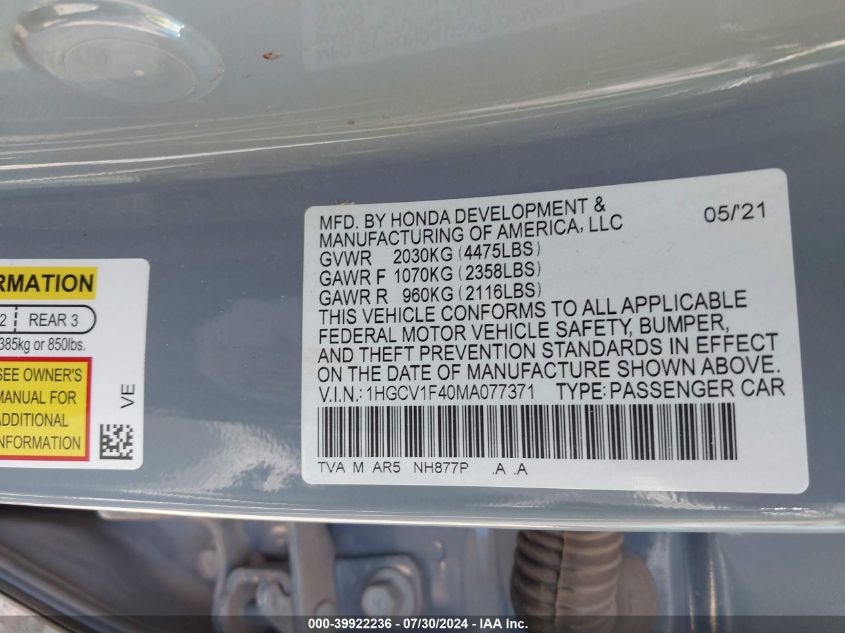 MFD. BY HONDA DEVELOPMENT & 05/'21
MANUFACTURING OF AMERICA, LLC
GVWR 2030KG (4475LBS)
GAWR F 1070KG (2358LBS)
GAWR R 960KG (2116LBS)
THIS VEHICLE CONFORMS TO ALL APPLICABLE
FEDERAL MOTOR VEHICLE SAFETY, BUMPER,
AND THEFT PREVENTION STANDARDS IN EFFECT
ON THE DATE OF MANUFACTURE SHOWN ABOVE.
V.I.N.: 1HGCV1F40MA077371 TYPE: PASSENGER CAR
TVA M AR5 NH877P .A .A
2 REAR 3
385kg or 850lbs.
SEE OWNER'S
MANUAL FOR
ADDITIONAL
INFORMATION
VE
000-39922236 - 07/30/2024 - IAA Inc.